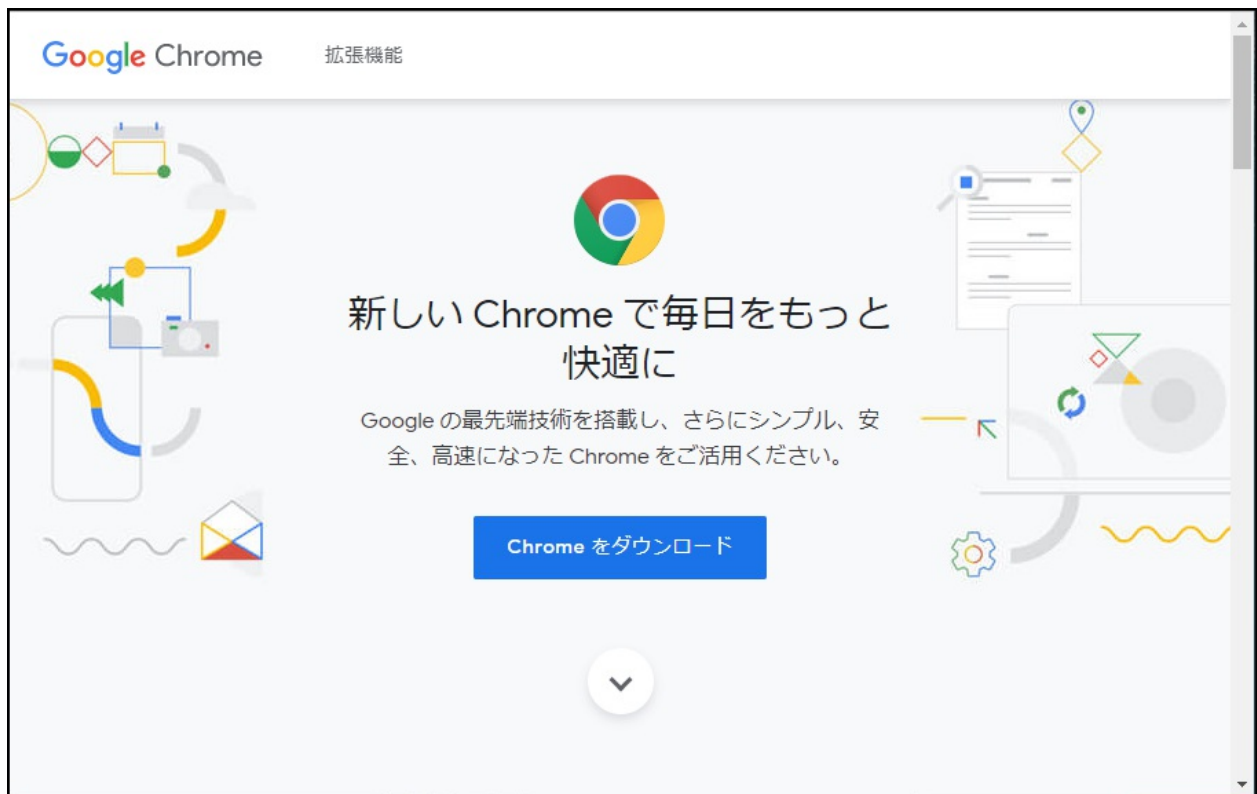 Google Chrome 拡張機能
新しい Chrome で毎日をもっと
快適に
Google の最先端技術を搭載し、さらにシンプル、安
全、高速になった Chrome をご活用ください。
Chrome をダウンロード